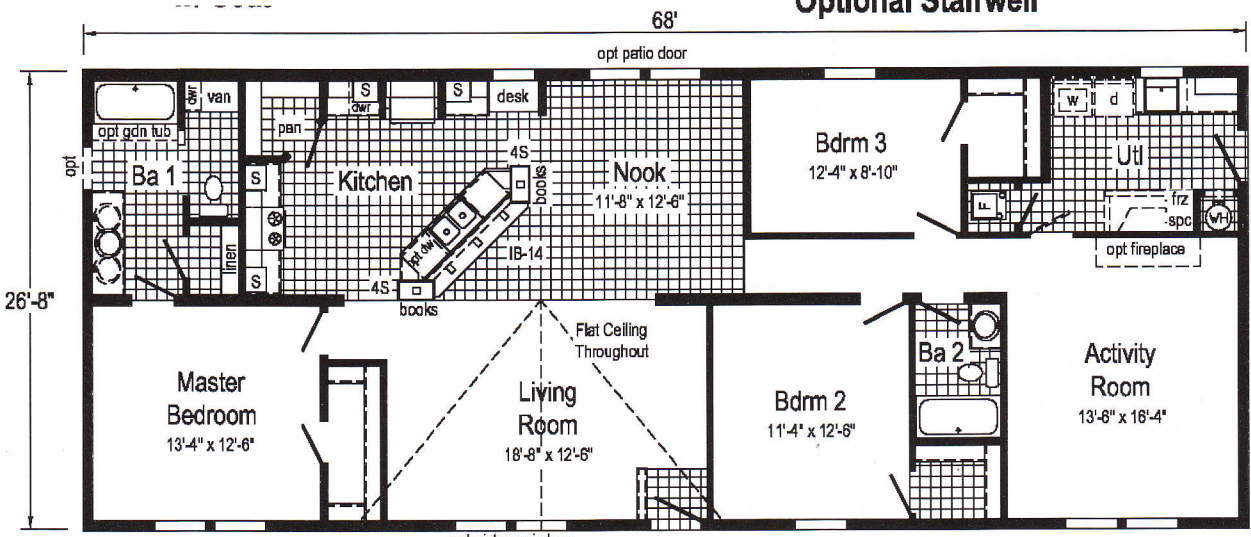 Optional Stairwell
68'
opt patio door
dwr
van
S
dwr
S
desk
w
d
pan
opt gdn tub
Bdrm 3
12'-4" x 8'-10"
Utl
opt
Ba 1
S
Kitchen
4S
books
Nook
11'-8" x 12'-6"
F
frz
spc
WH
opt dw
IB-14
opt fireplace
linen
S
4S
books
26'-8"
Flat Ceiling
Throughout
Ba 2
Master
Bedroom
13'-4" x 12'-6"
Living
Room
18'-8" x 12'-6"
Bdrm 2
11'-4" x 12'-6"
Activity
Room
13'-6" x 16'-4"